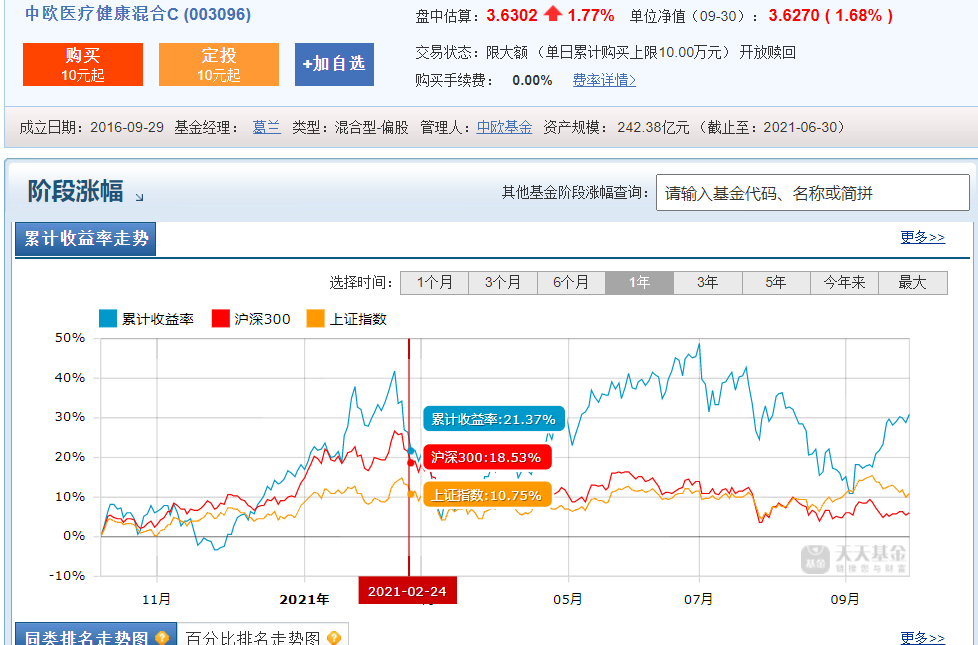 中欧医疗健康混合C (003096)
盘中估算：3.6302 1.77% 单位净值（09-30）：3.6270 ( 1.68% )
购买
10元起
定投
10元起
+加自选
交易状态：限大额 （单日累计购买上限10.00万元） 开放赎回
购买手续费： 0.00% 费率详情>
成立日期：2016-09-29 基金经理：葛兰 类型：混合型-偏股 管理人：中欧基金 资产规模：242.38亿元 （截止至：2021-06-30）
阶段涨幅
其他基金阶段涨幅查询： 请输入基金代码、名称或简拼
累计收益率走势 更多>>
选择时间： 1个月 3个月 6个月 1年 3年 5年 今年来 最大
累计收益率 沪深300 上证指数
50%
40%
30%
20%
10%
0%
-10%
累计收益率:21.37%
沪深300:18.53%
上证指数:10.75%
天天基金
基金
请按您与财富
11月 2021年 2021-02-24 05月 07月 09月
同类排名走势图 百分比排名走势图 更多>>